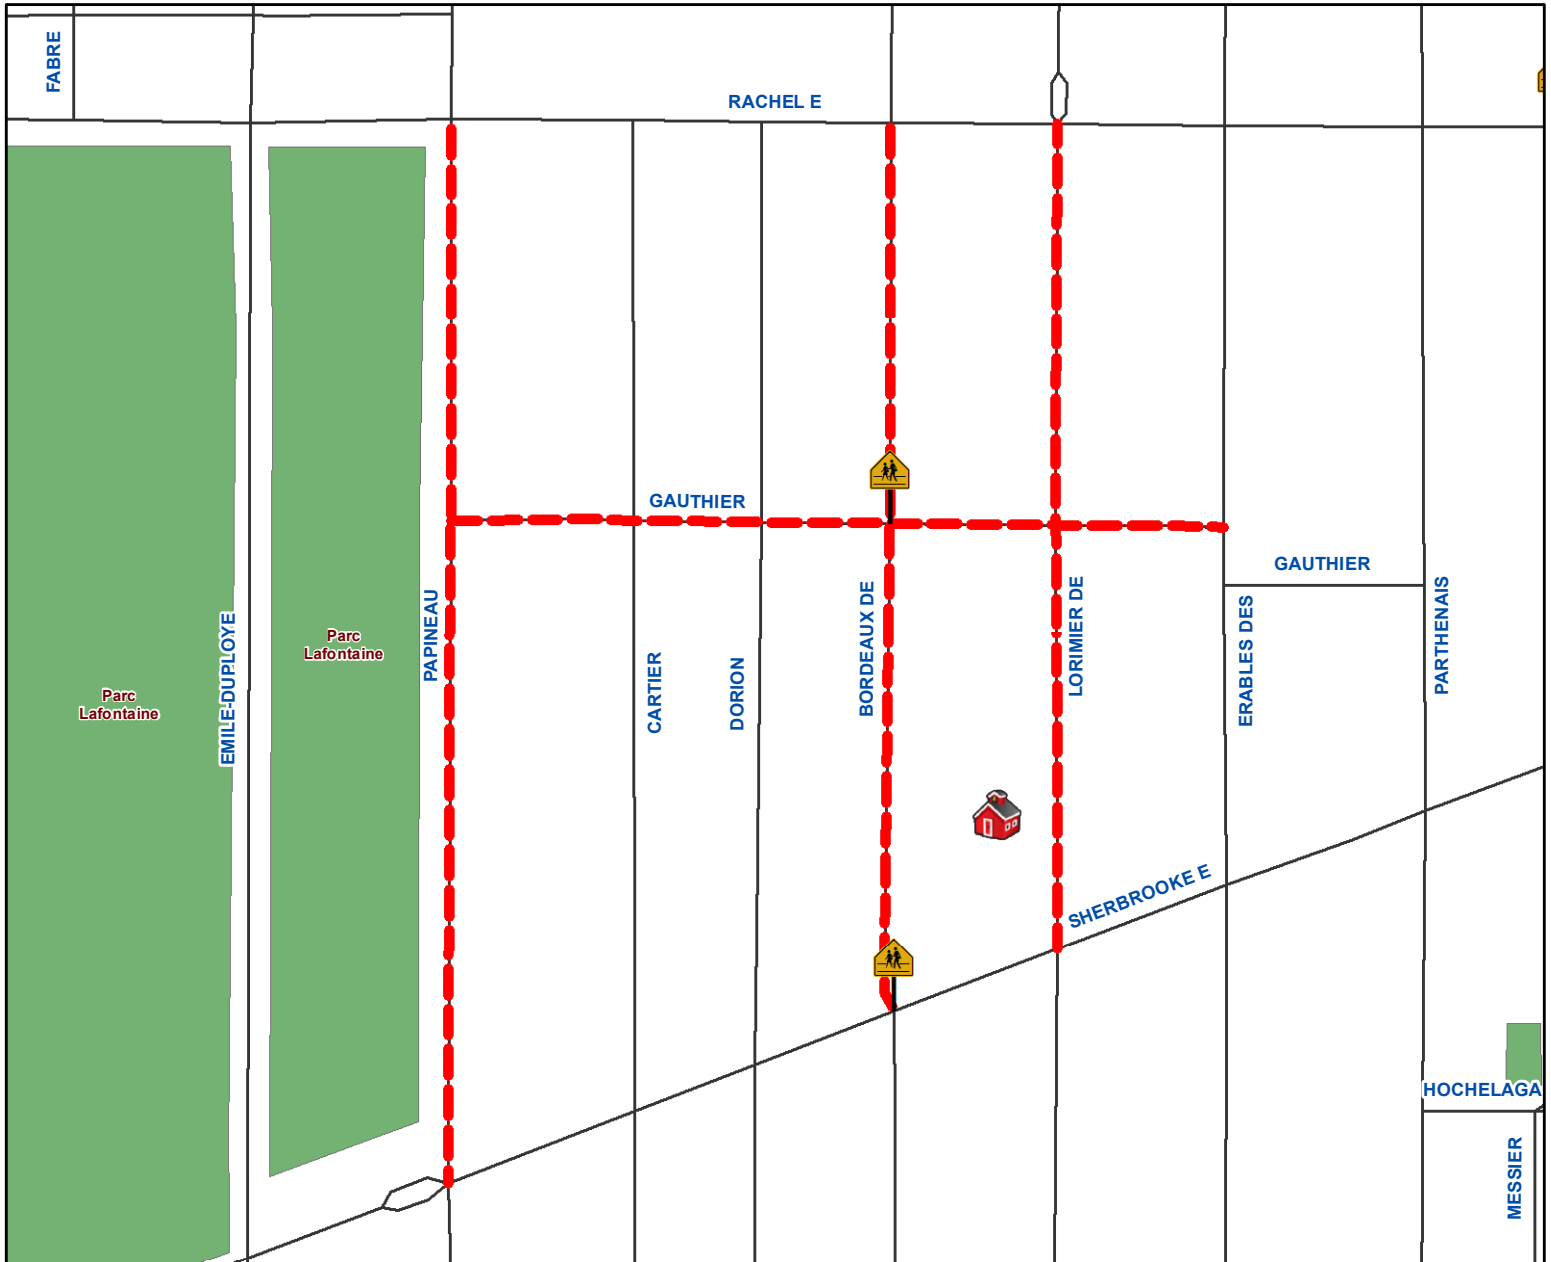 FABRE
RACHEL E
GAUTHIER
GAUTHIER
PAPINEAU
EMILE-DUPLOYE
Parc
Lafontaine
Parc
Lafontaine
CARTIER
DORION
BORDEAUX DE
LORIMIER DE
ERABLES DES
PARTHENAIS
SHERBROOKE E
HOCHELAGA
MESSIER